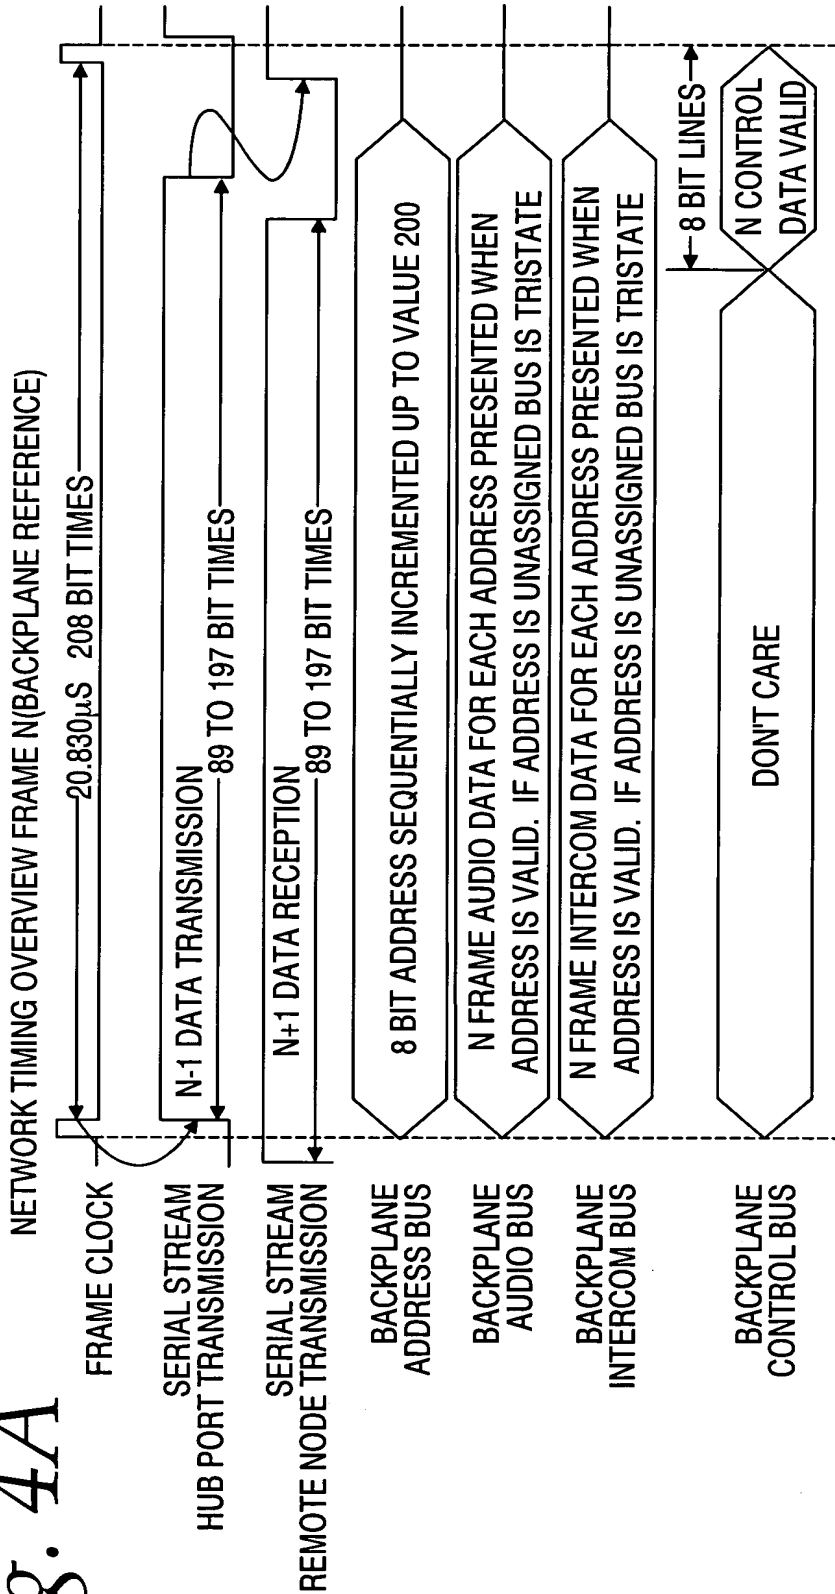 NETWORK TIMING OVERVIEW FRAME N(BACKPLANE REFERENCE)
FRAME CLOCK
20.830µS 208 BIT TIMES
SERIAL STREAM
HUB PORT TRANSMISSION
N-1 DATA TRANSMISSION
89 TO 197 BIT TIMES
SERIAL STREAM
REMOTE NODE TRANSMISSION
N+1 DATA RECEPTION
89 TO 197 BIT TIMES
BACKPLANE
ADDRESS BUS
8 BIT ADDRESS SEQUENTIALLY INCREMENTED UP TO VALUE 200
BACKPLANE
AUDIO BUS
N FRAME AUDIO DATA FOR EACH ADDRESS PRESENTED WHEN
ADDRESS IS VALID. IF ADDRESS IS UNASSIGNED BUS IS TRISTATE
BACKPLANE
INTERCOM BUS
N FRAME INTERCOM DATA FOR EACH ADDRESS PRESENTED WHEN
ADDRESS IS VALID. IF ADDRESS IS UNASSIGNED BUS IS TRISTATE
8 BIT LINES
BACKPLANE
CONTROL BUS
DON'T CARE
N CONTROL
DATA VALID
4A